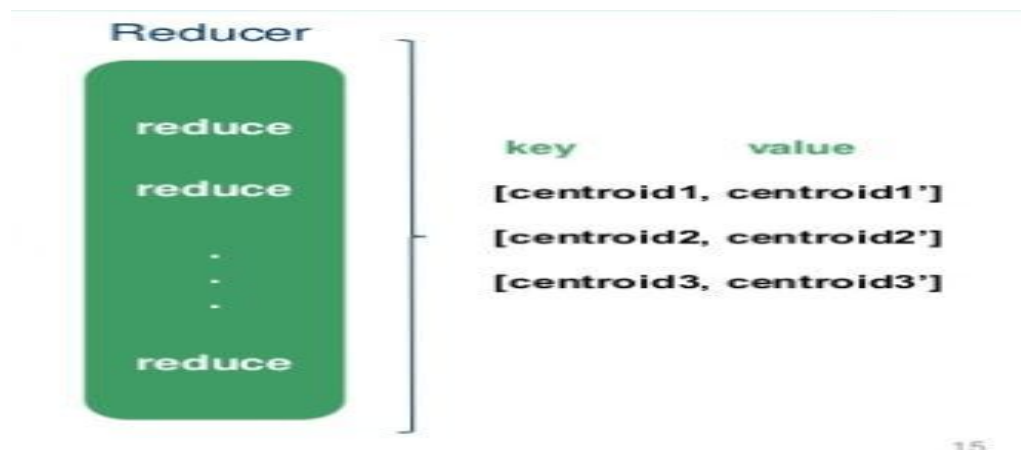 Reducer
reduce
reduce
.
.
.
reduce
key value
[centroid1, centroid1’]
[centroid2, centroid2’]
[centroid3, centroid3’]
15